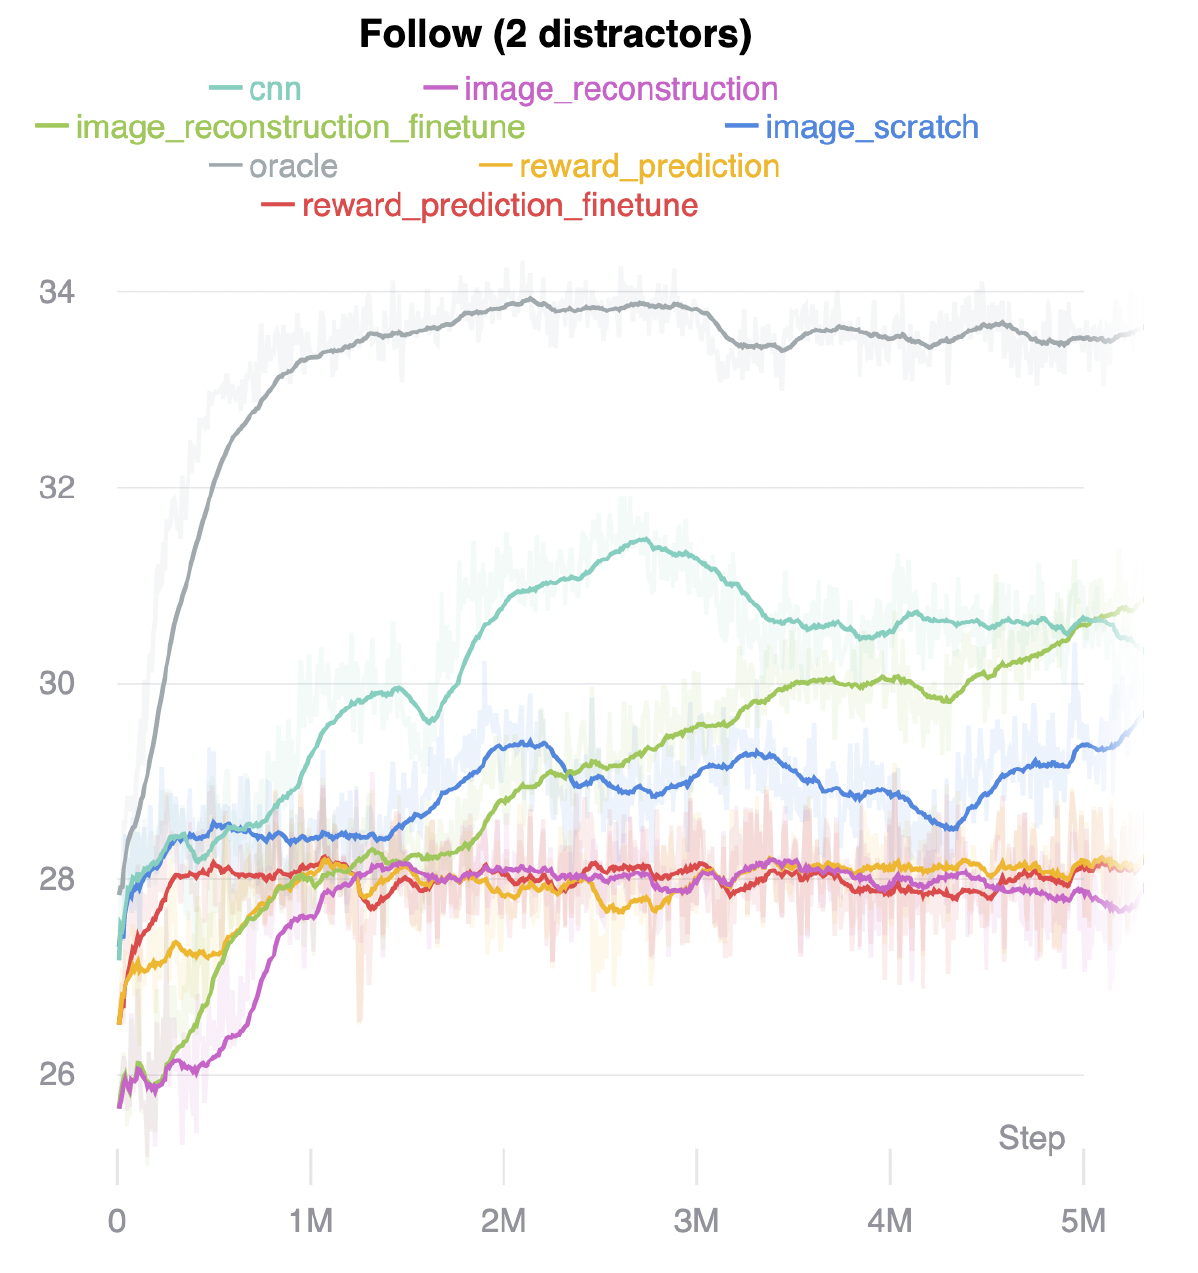 Follow (2 distractors)
cnn image_reconstruction
image_reconstruction_finetune image_scratch
oracle reward_prediction
reward_prediction_finetune
34
32
30
28
26
Step
0 1M 2M 3M 4M 5M